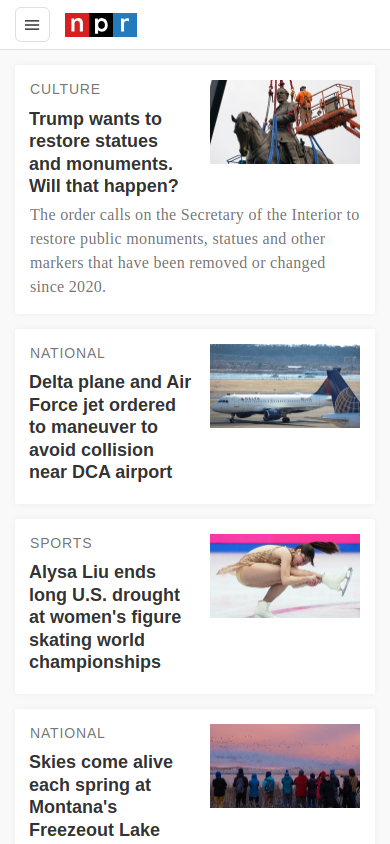 npr
CULTURE
Trump wants to
restore statues
and monuments.
Will that happen?
The order calls on the Secretary of the Interior to
restore public monuments, statues and other
markers that have been removed or changed
since 2020.
NATIONAL
Delta plane and Air
Force jet ordered
to maneuver to
avoid collision
near DCA airport
SPORTS
Alysa Liu ends
long U.S. drought
at women's figure
skating world
championships
NATIONAL
Skies come alive
each spring at
Montana's
Freezeout Lake